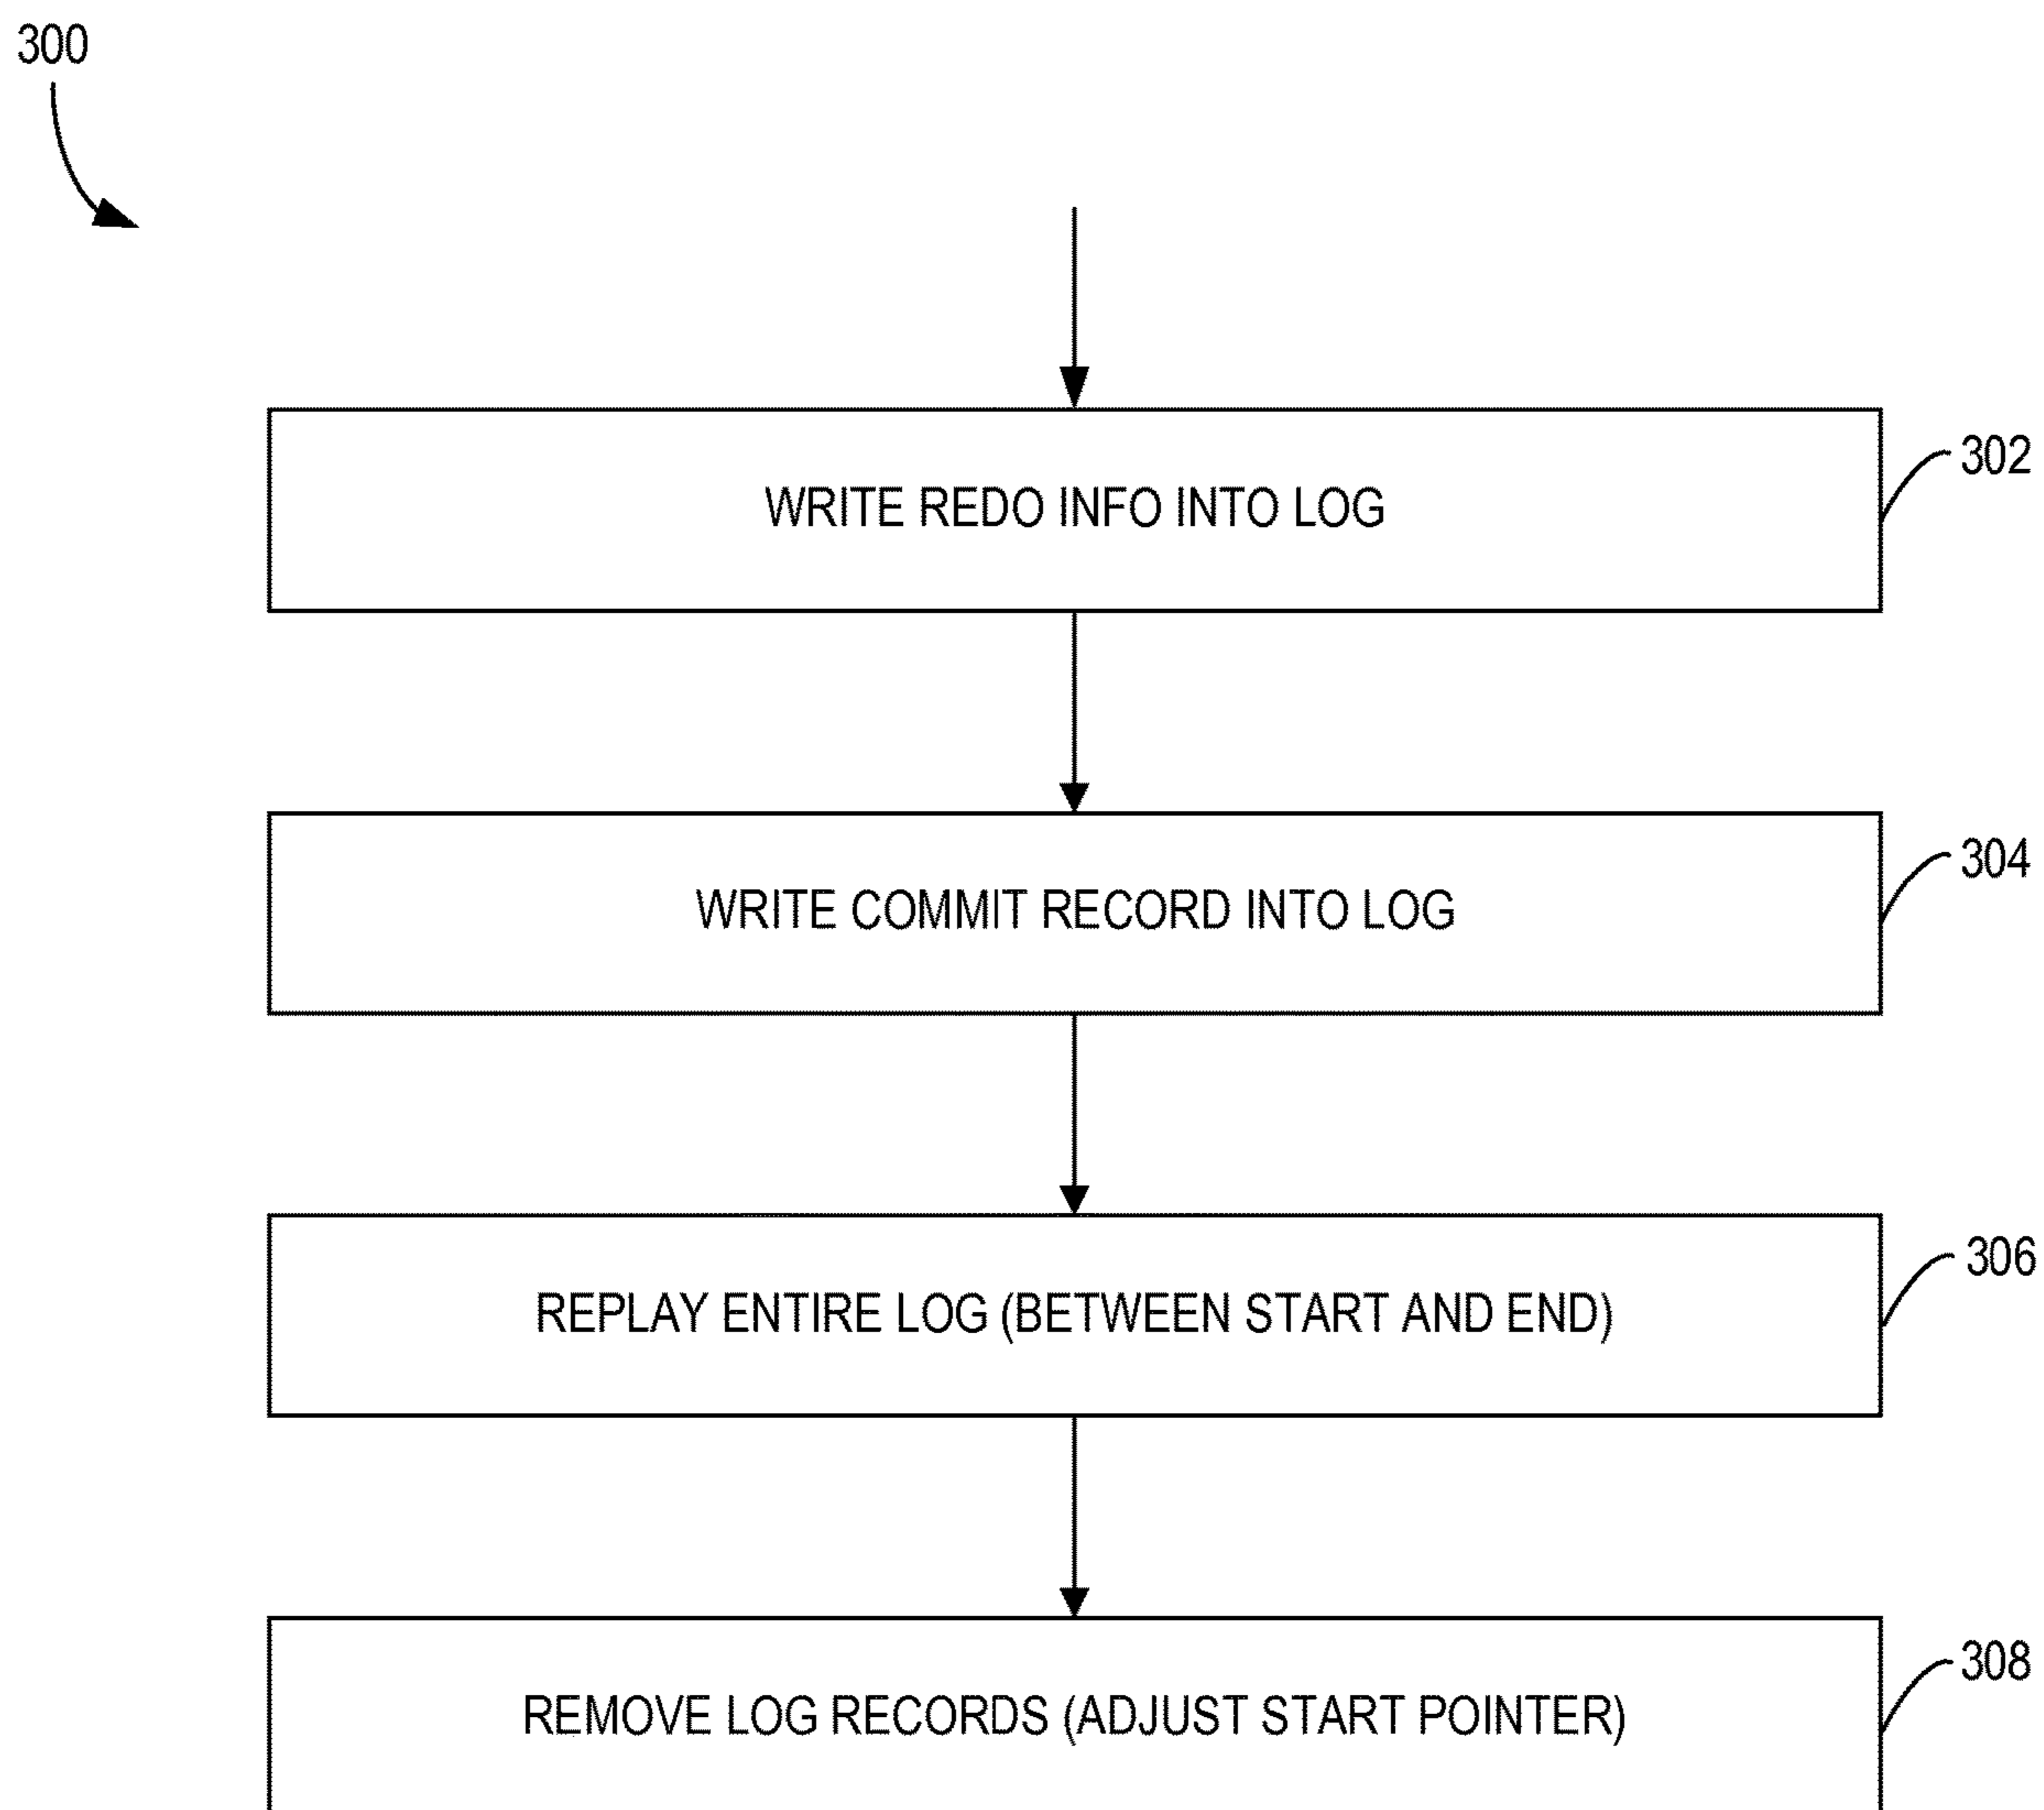 300
WRITE REDO INFO INTO LOG
302
WRITE COMMIT RECORD INTO LOG
304
REPLAY ENTIRE LOG (BETWEEN START AND END)
306
REMOVE LOG RECORDS (ADJUST START POINTER)
308